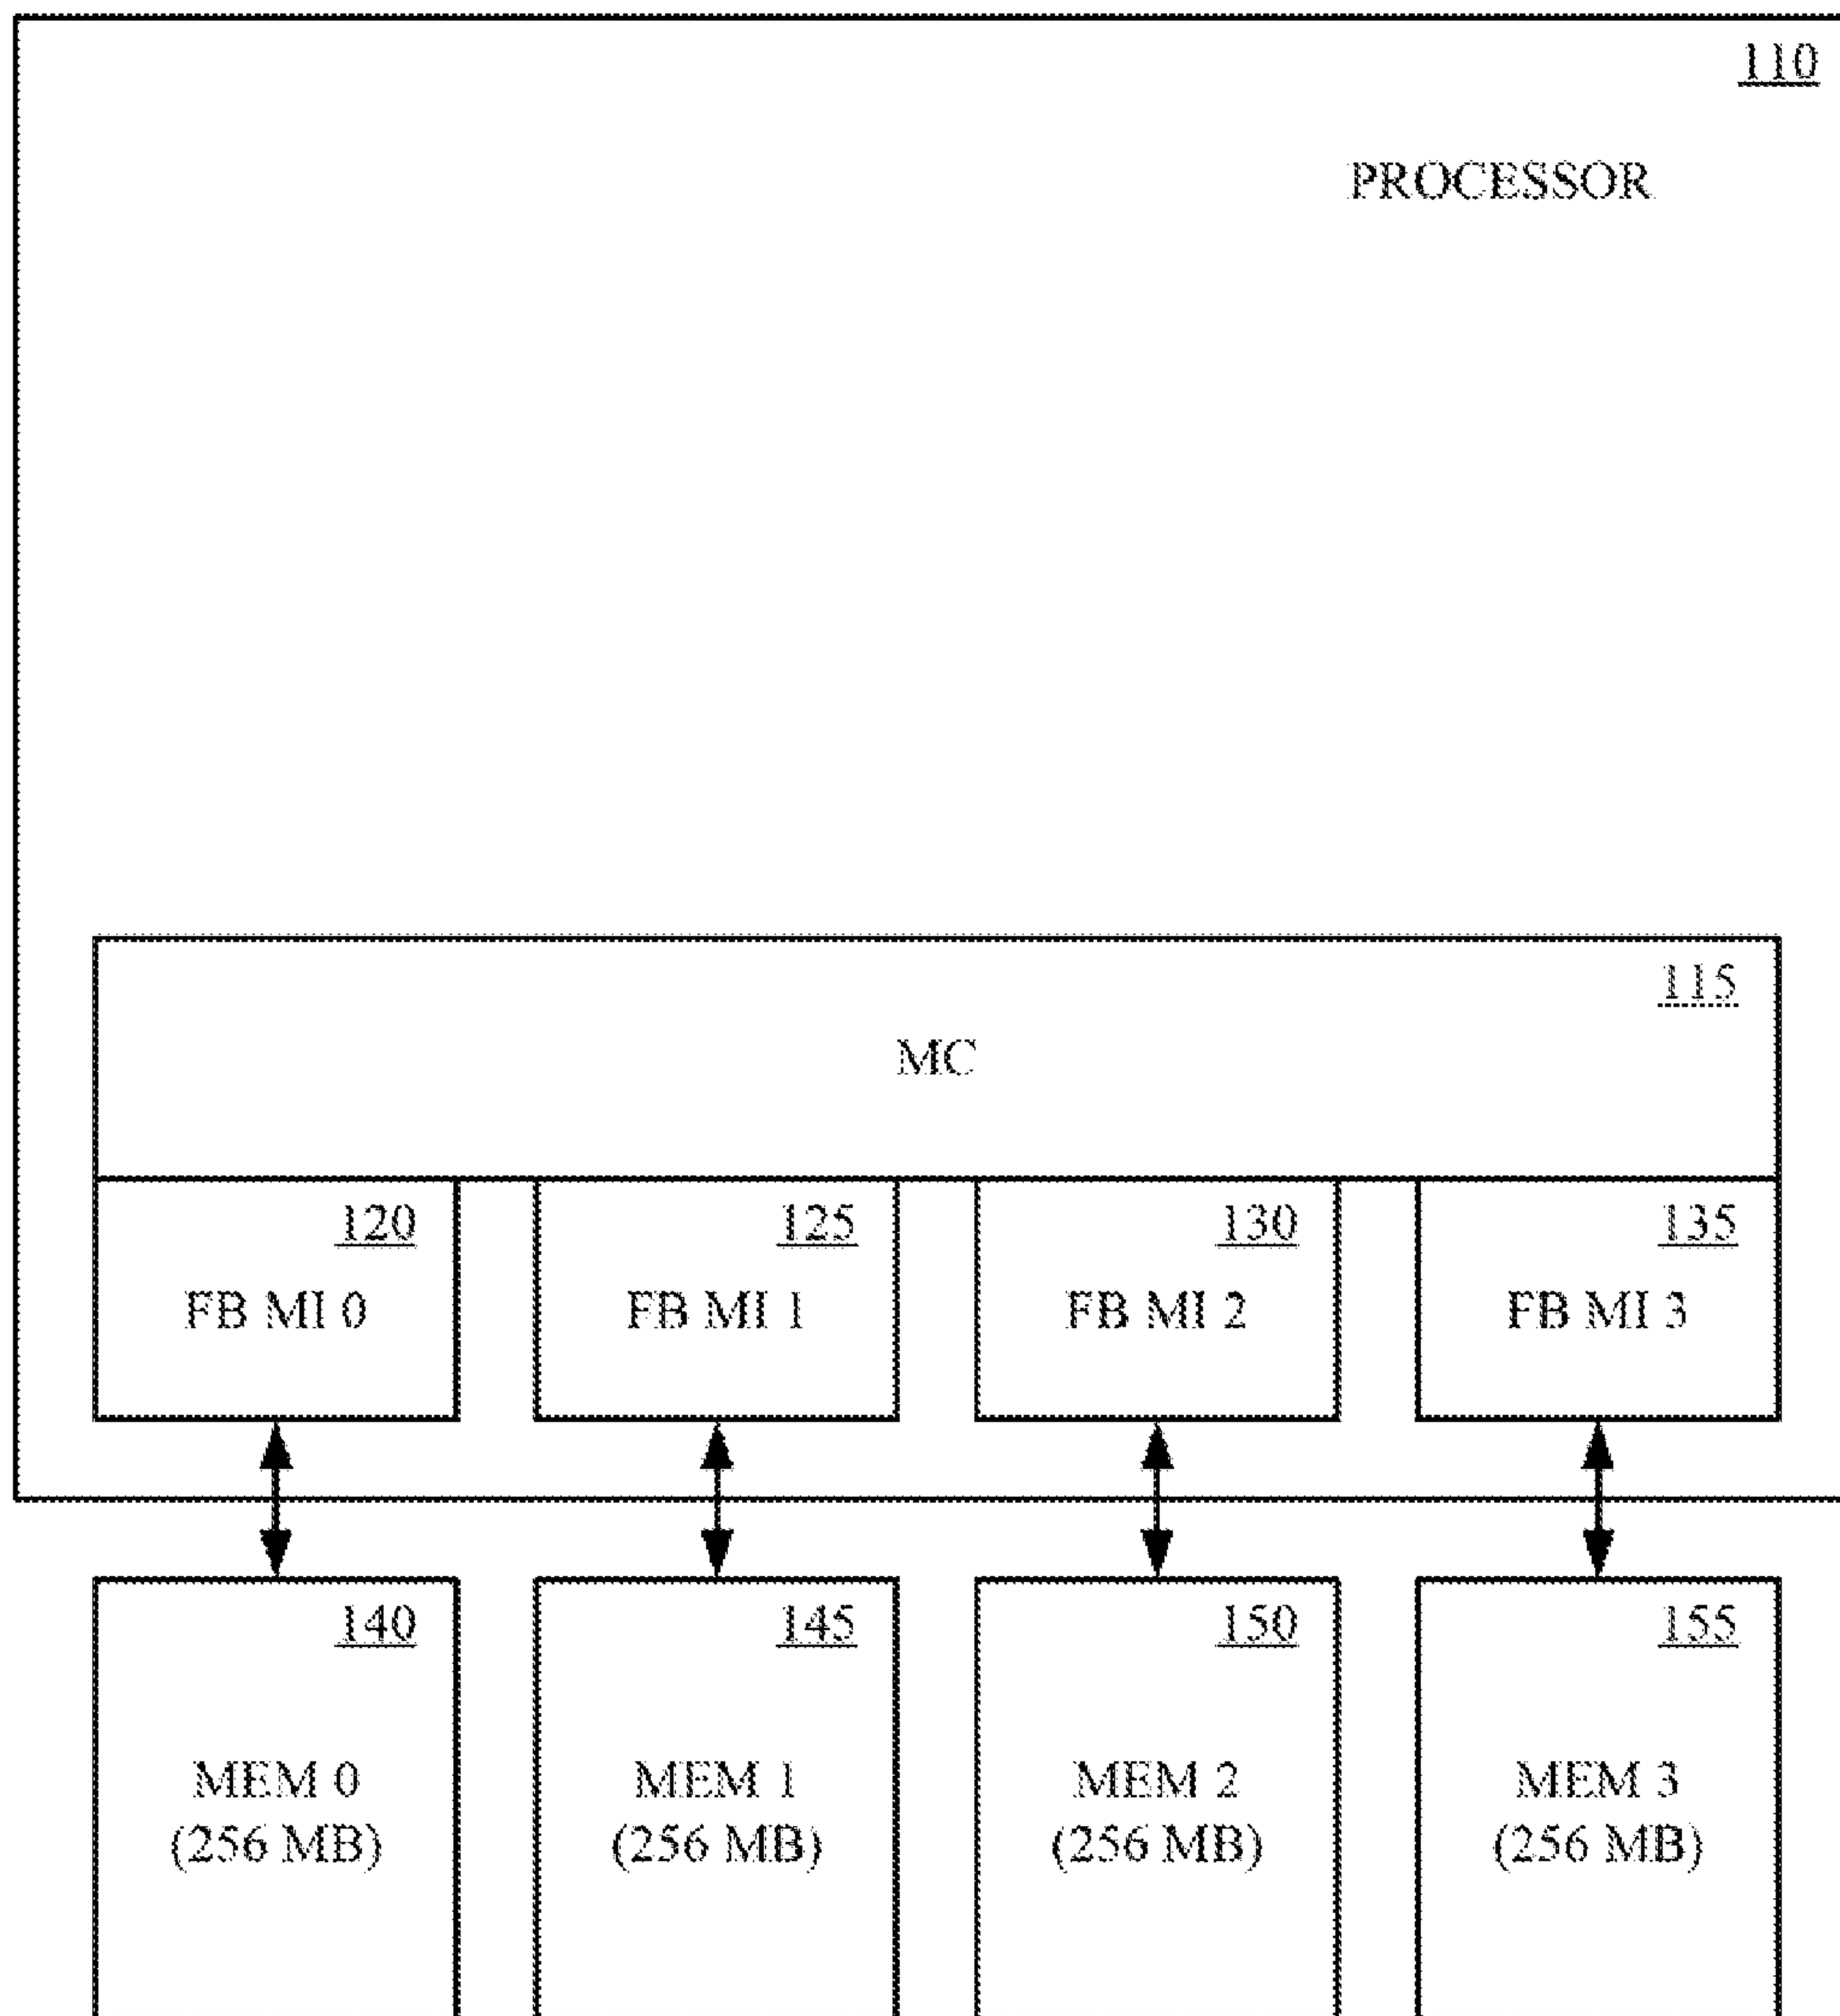 110
PROCESSOR
115
MC
120
125
130
135
FB MI 0
FB MI 1
FB MI 2
FB MI 3
140
145
150
155
MEM 0
(256 MB)
MEM 1
(256 MB)
MEM 2
(256 MB)
MEM 3
(256 MB)